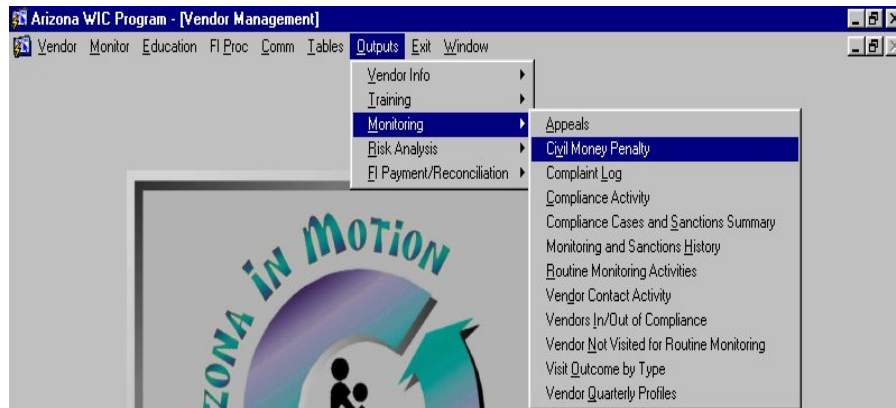 Arizona WIC Program - [Vendor Management]
Vendor Monitor Education FI Proc Comm Tables Outputs Exit Window
Vendor Info
Training
Monitoring
Risk Analysis
FI Payment/Reconciliation
Appeals
Civil Money Penalty
Complaint Log
Compliance Activity
Compliance Cases and Sanctions Summary
Monitoring and Sanctions History
Routine Monitoring Activities
Vendor Contact Activity
Vendors In/Out of Compliance
Vendor Not Visited for Routine Monitoring
Visit Outcome by Type
Vendor Quarterly Profiles
ARIZONA IN MOTION